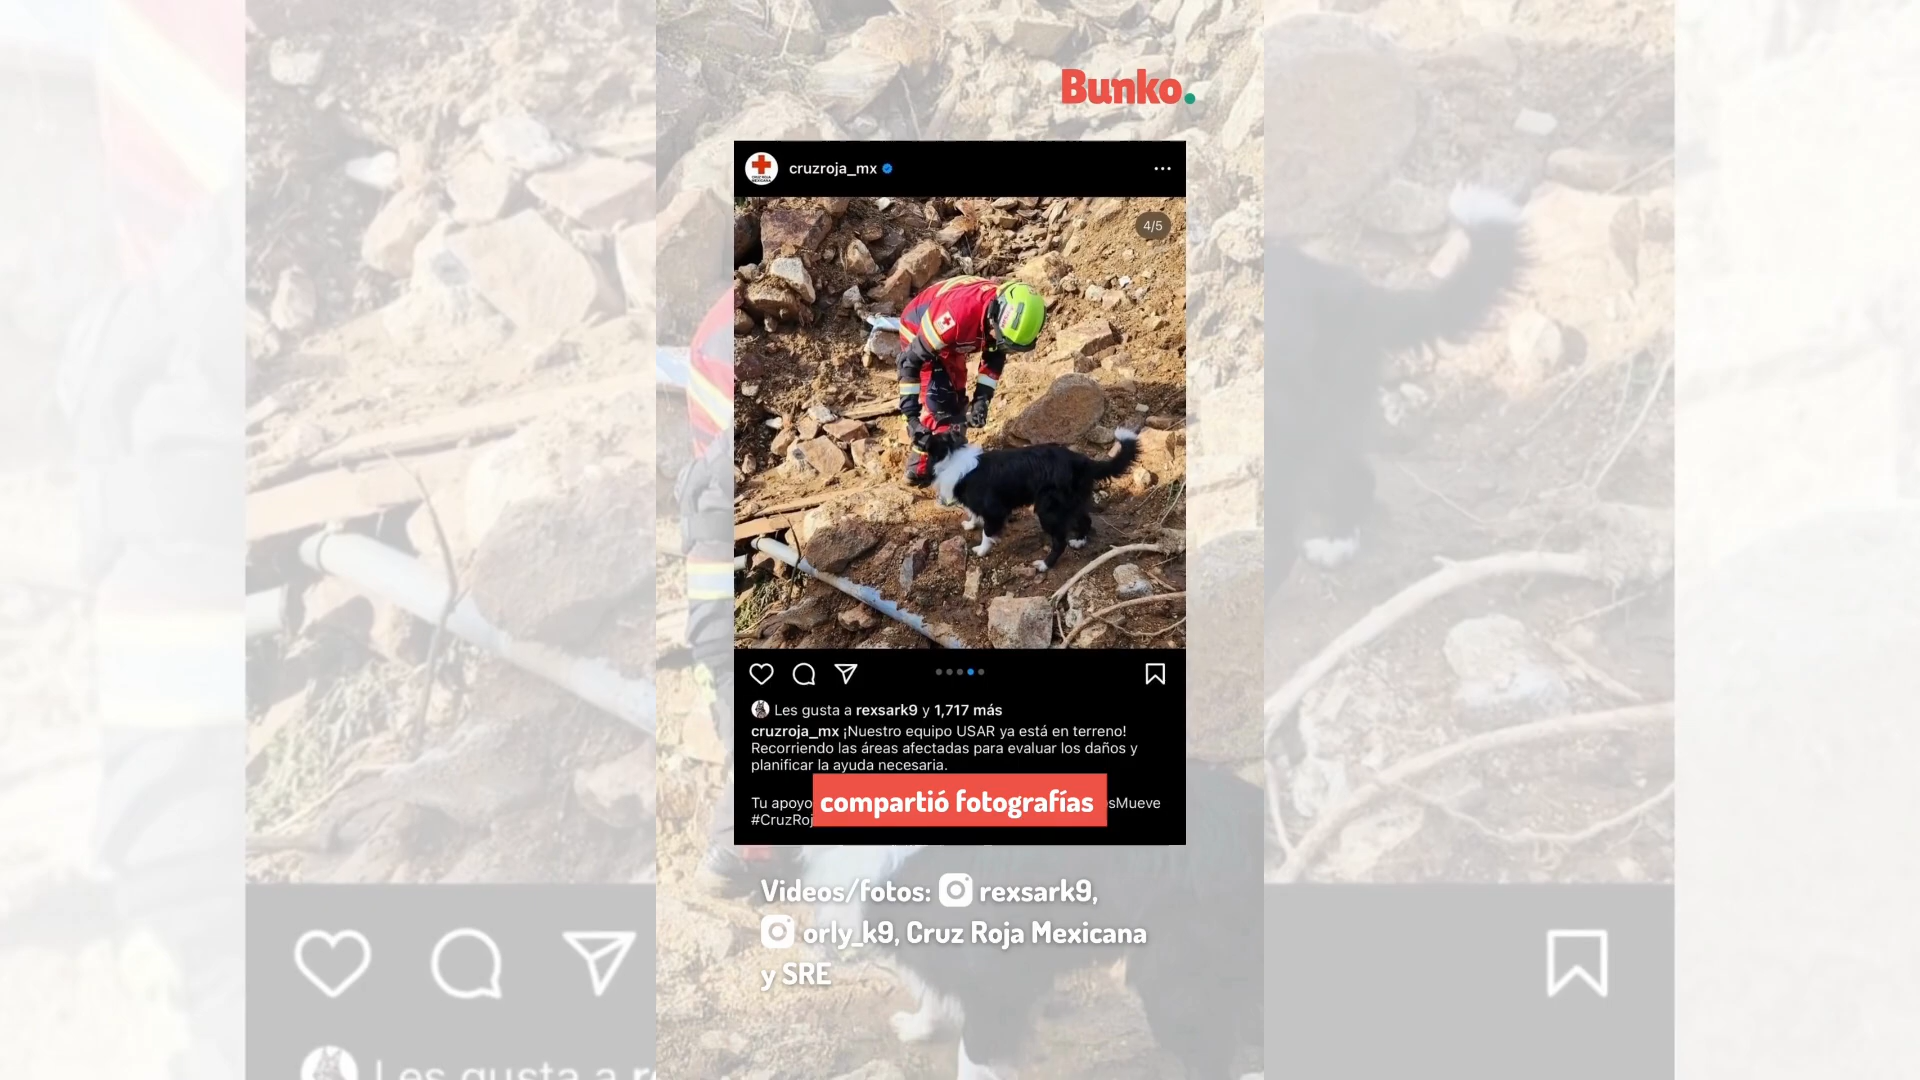 Bunko.
cruzroja_mx
4/5
Les gusta a rexsark9 y 1,717 más
cruzroja_mx ¡Nuestro equipo USAR ya está en terreno!
Recorriendo las áreas afectadas para evaluar los daños y
planificar la ayuda necesaria.
Tu apoyo
compartió fotografías
Videos/fotos: rexsark9,
orly_k9, Cruz Roja Mexicana
y SRE
Les gusta a